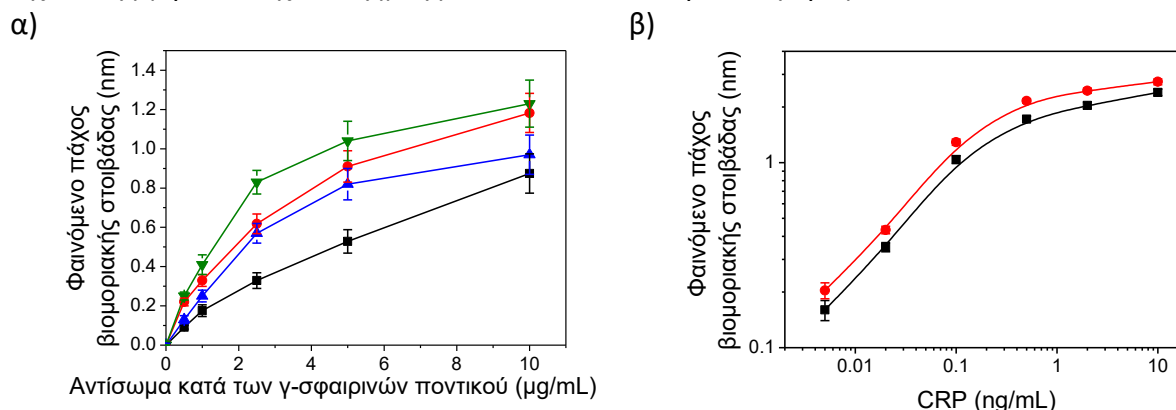 α)
β)
Φαινόμενο πάχος
βιομοριακής στοιβάδας (nm)
1.4
1.2
1.0
0.8
0.6
0.4
0.2
0.0
0
2
4
6
8
10
Αντίσωμα κατά των γ-σφαιρινών ποντικού (μg/mL)
Φαινόμενο πάχος
βιομοριακής στοιβάδας (nm)
1
0.1
0.01
0.1
1
10
CRP (ng/mL)